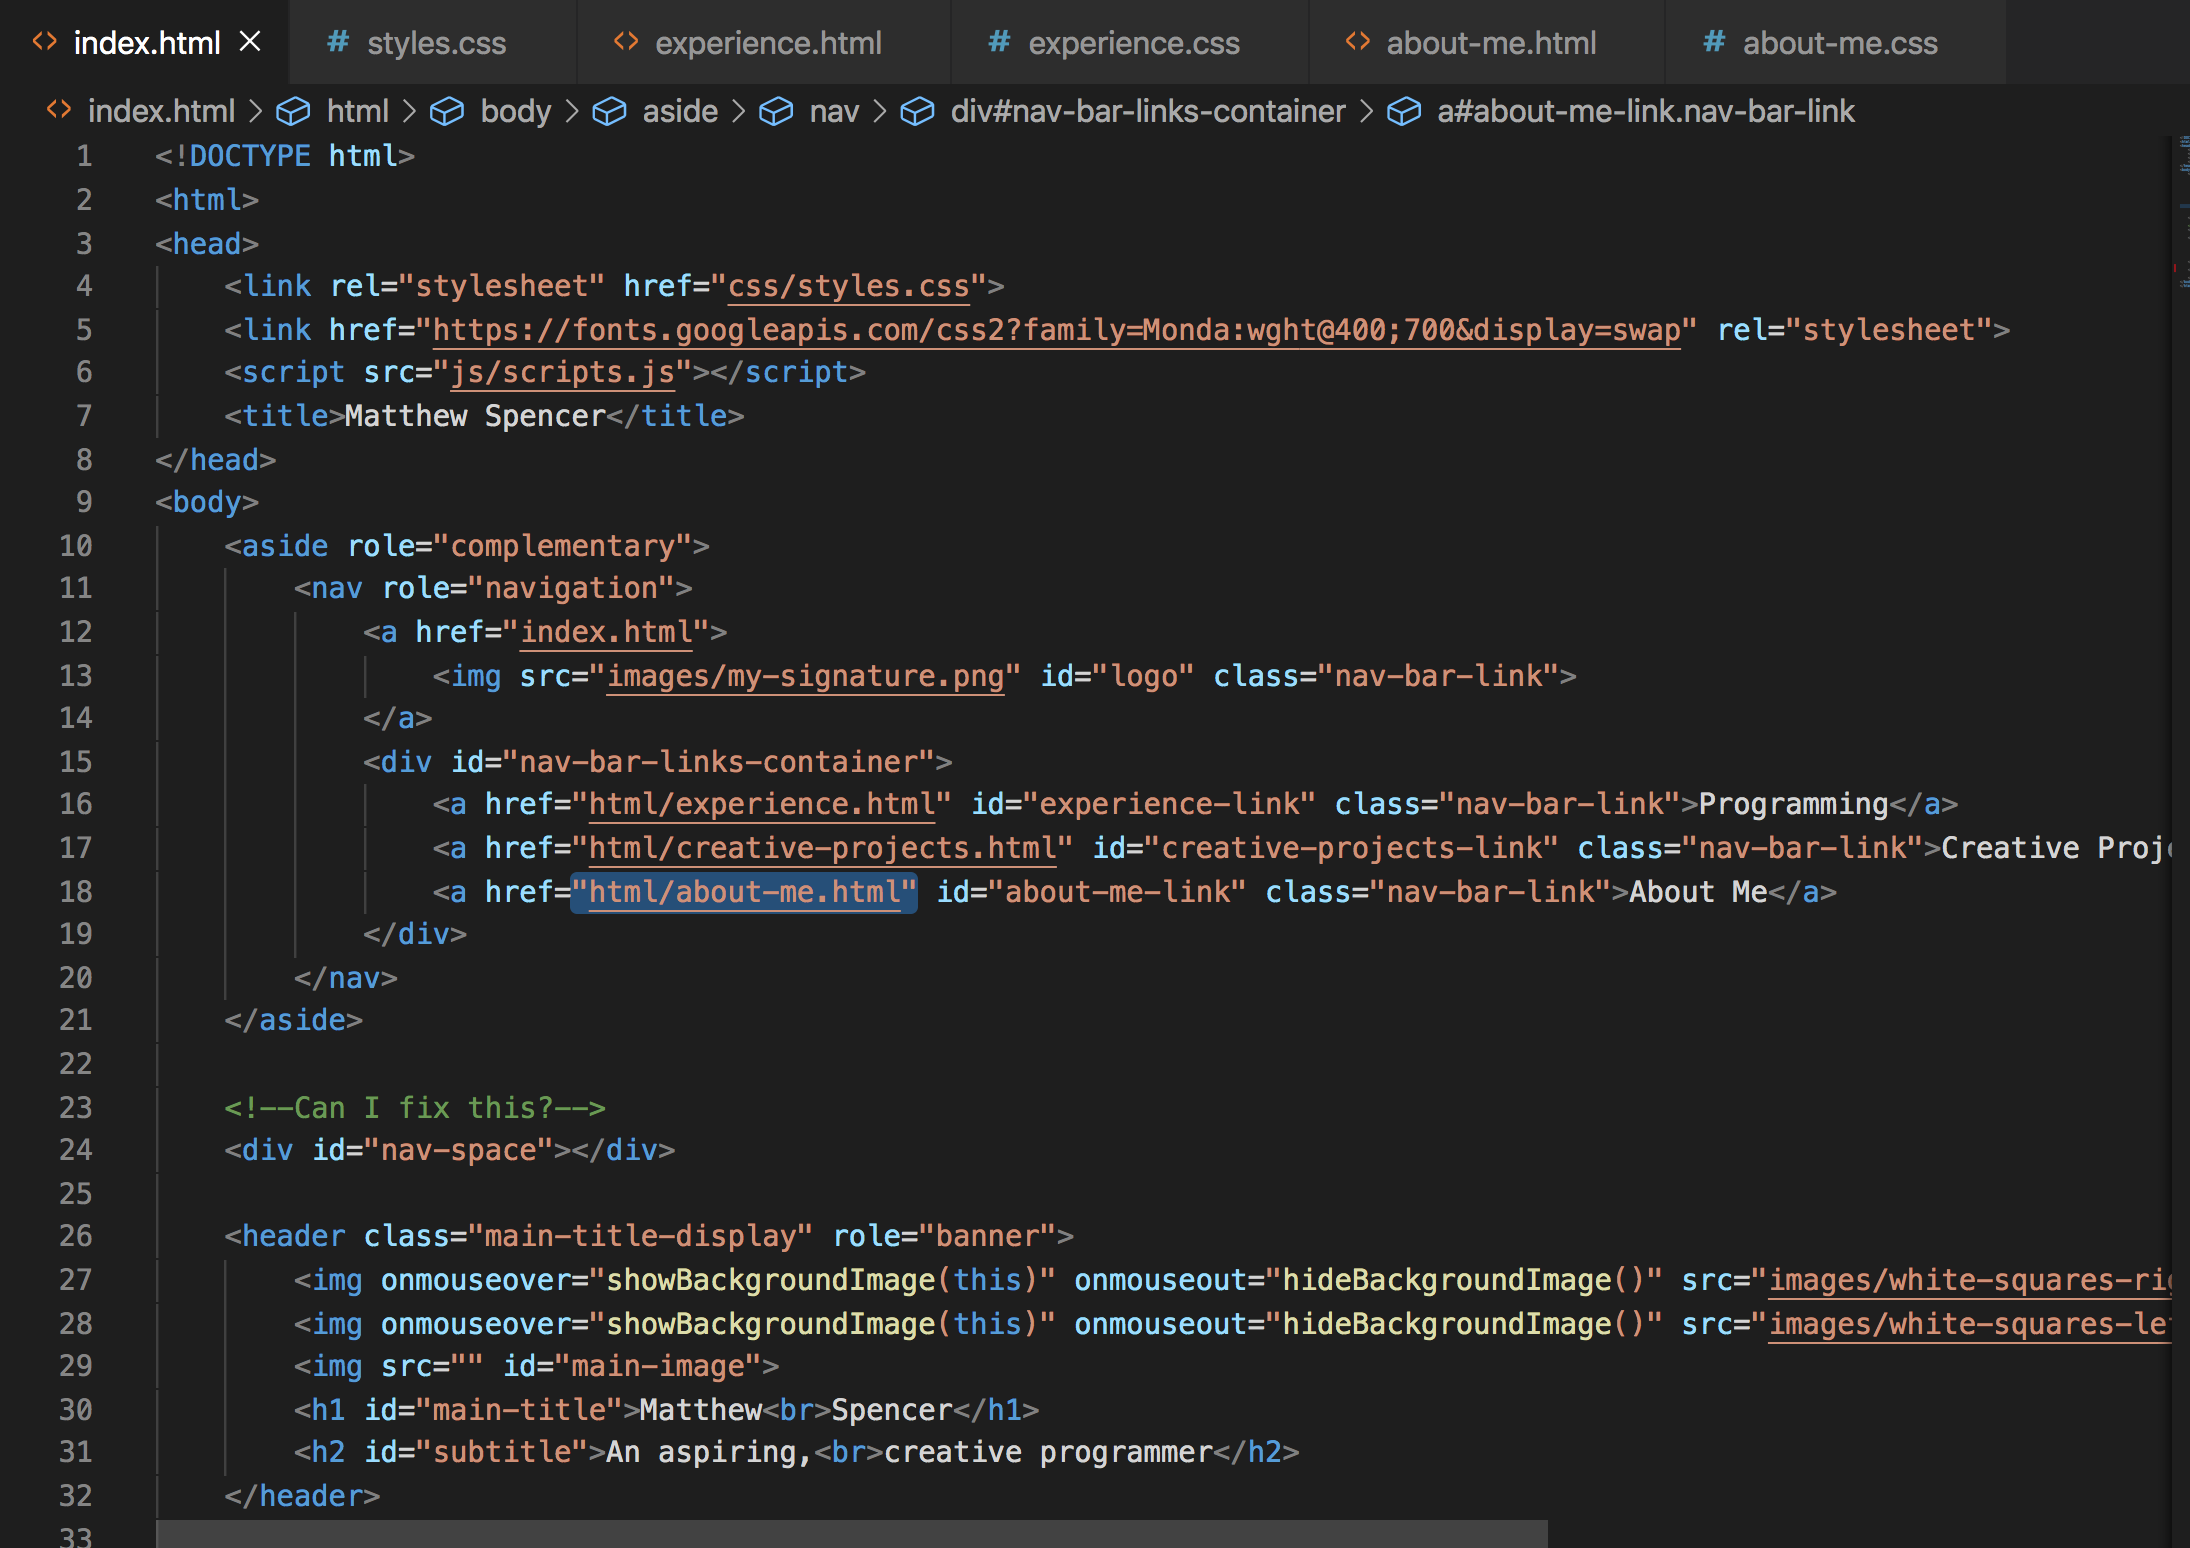 index.html styles.css experience.html experience.css about-me.html about-me.css
index.html > html > body > aside > nav > div#nav-bar-links-container > a#about-me-link.nav-bar-link
1 <!DOCTYPE html>
2 <html>
3 <head>
4 <link rel="stylesheet" href="css/styles.css">
5 <link href="https://fonts.googleapis.com/css2?family=Monda:wght@400;700&display=swap" rel="stylesheet">
6 <script src="js/scripts.js"></script>
7 <title>Matthew Spencer</title>
8 </head>
9 <body>
10 <aside role="complementary">
11 <nav role="navigation">
12 <a href="index.html">
13 <img src="images/my-signature.png" id="logo" class="nav-bar-link">
14 </a>
15 <div id="nav-bar-links-container">
16 <a href="html/experience.html" id="experience-link" class="nav-bar-link">Programming</a>
17 <a href="html/creative-projects.html" id="creative-projects-link" class="nav-bar-link">Creative Proj
18 <a href="html/about-me.html" id="about-me-link" class="nav-bar-link">About Me</a>
19 </div>
20 </nav>
21 </aside>
22
23 <!--Can I fix this?-->
24 <div id="nav-space"></div>
25
26 <header class="main-title-display" role="banner">
27 <img onmouseover="showBackgroundImage(this)" onmouseout="hideBackgroundImage()" src="images/white-squares-rig
28 <img onmouseover="showBackgroundImage(this)" onmouseout="hideBackgroundImage()" src="images/white-squares-le
29 <img src="" id="main-image">
30 <h1 id="main-title">Matthew<br>Spencer</h1>
31 <h2 id="subtitle">An aspiring,<br>creative programmer</h2>
32 </header>
33